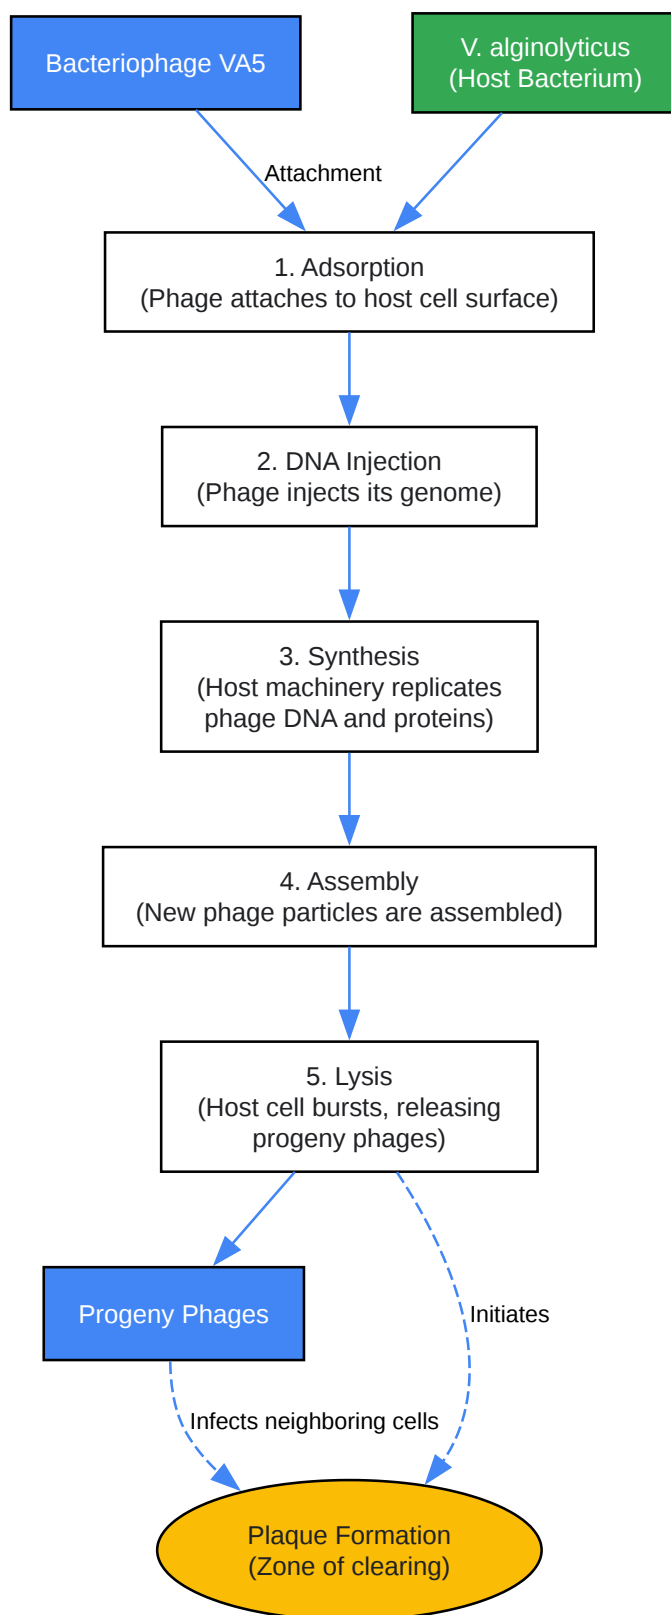 Bacteriophage VA5
V. alginolyticus
(Host Bacterium)
Attachment
1. Adsorption
(Phage attaches to host cell surface)
2. DNA Injection
(Phage injects its genome)
3. Synthesis
(Host machinery replicates
phage DNA and proteins)
4. Assembly
(New phage particles are assembled)
5. Lysis
(Host cell bursts, releasing
progeny phages)
Progeny Phages
Initiates
Infects neighboring cells
Plaque Formation
(Zone of clearing)